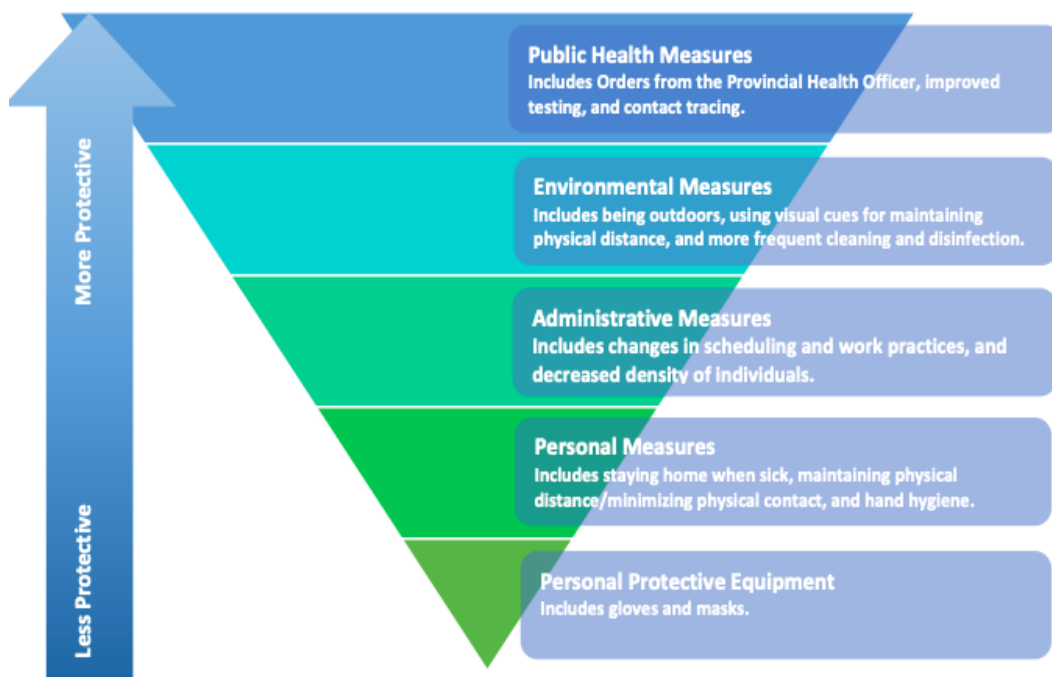 More Protective
Less Protective
Public Health Measures
Includes Orders from the Provincial Health Officer, improved
testing, and contact tracing.
Environmental Measures
Includes being outdoors, using visual cues for maintaining
physical distance, and more frequent cleaning and disinfection.
Administrative Measures
Includes changes in scheduling and work practices, and
decreased density of individuals.
Personal Measures
Includes staying home when sick, maintaining physical
distance/minimizing physical contact, and hand hygiene.
Personal Protective Equipment
Includes gloves and masks.